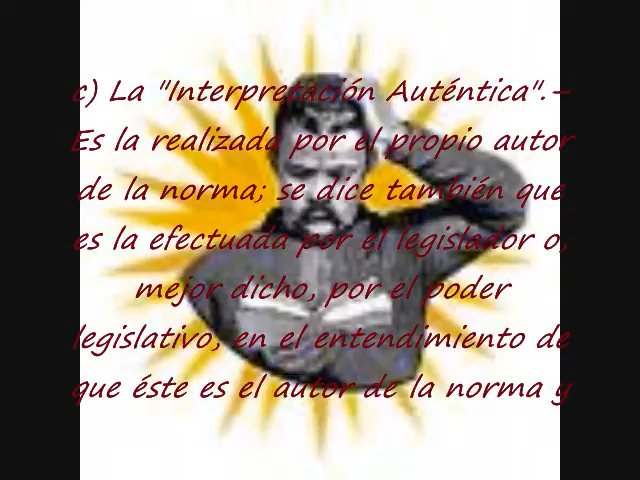 c) La "Interpretación Auténtica".—
Es la realizada por el propio autor
de la norma; se dice también que
es la efectuada por el legislador o,
mejor dicho, por el poder
legislativo, en el entendimiento de
que éste es el autor de la norma y